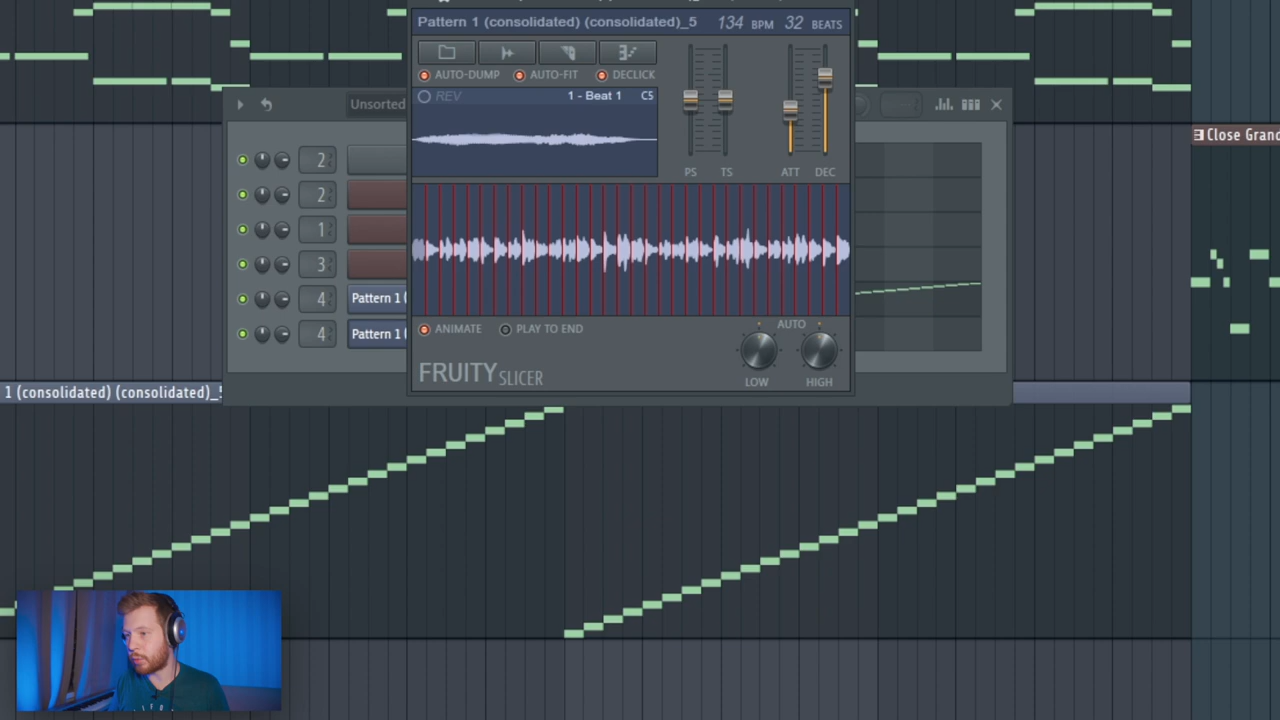 Pattern 1 (consolidated) (consolidated)_5 134 BPM 32 BEATS
AUTO-DUMP AUTO-FIT DECLICK
REV 1 - Beat 1 C5
Unsorted
Close Grand
2
2
1
3
4 Pattern 1 (
4 Pattern 1
PS TS ATT DEC
ANIMATE PLAY TO END AUTO
FRUITY SLICER
LOW HIGH
1 (consolidated) (consolidated)_5